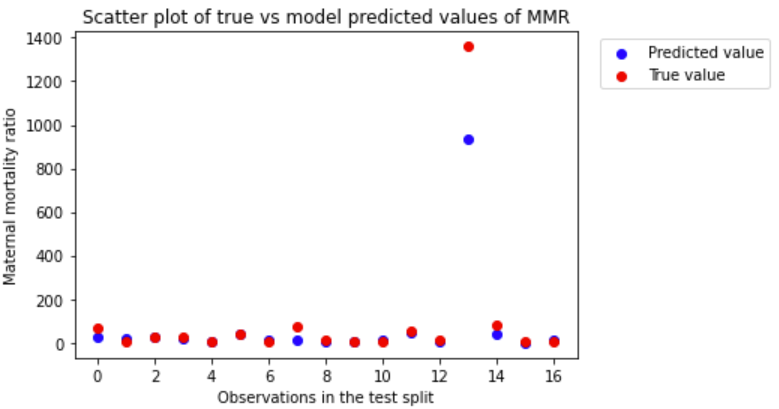 Scatter plot of true vs model predicted values of MMR
1400
1200
1000
800
600
400
200
0
Maternal mortality ratio
0 2 4 6 8 10 12 14 16
Observations in the test split
Predicted value
True value